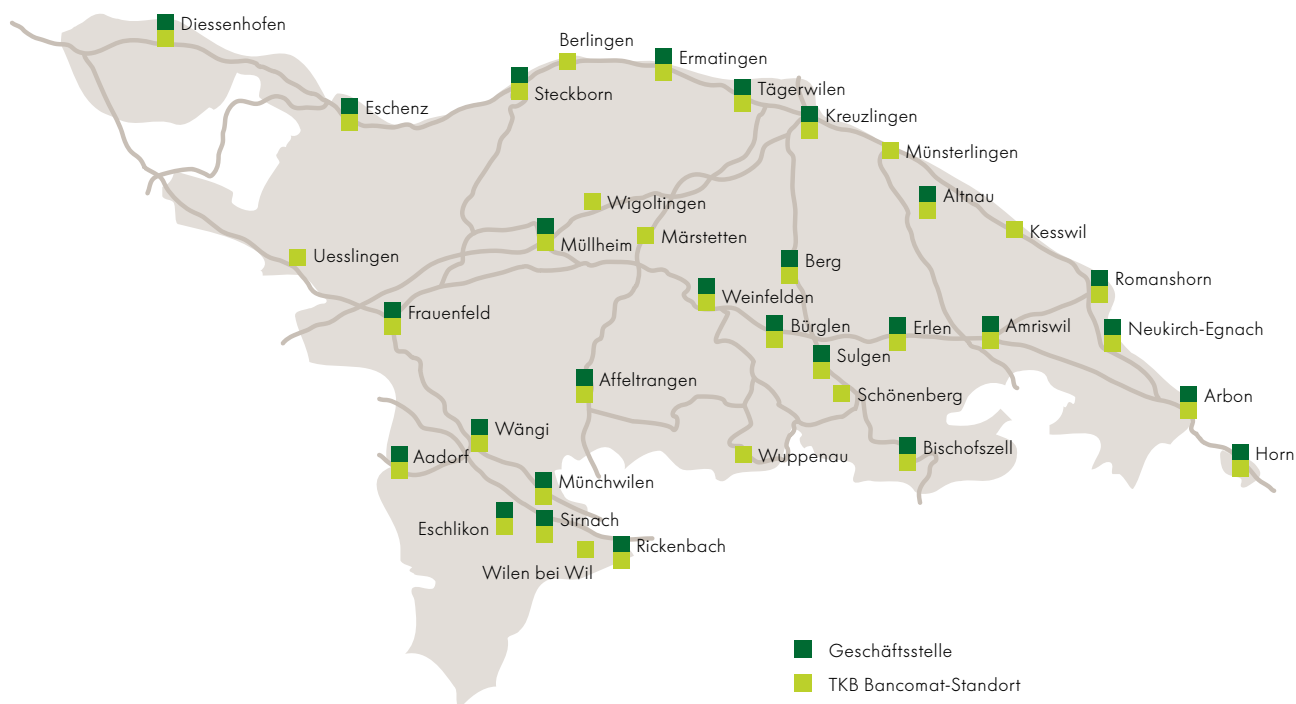 Diessenhofen
Berlingen
Ermatingen
Tägerwilen
Steckborn
Eschenz
Kreuzlingen
Münsterlingen
Altnau
Wigoltingen
Kesswil
Märstetten
Müllheim
Uesslingen
Berg
Romanshorn
Weinfelden
Frauenfeld
Bürglen
Erlen
Amriswil
Neukirch-Egnach
Sulgen
Affeltrangen
Schönenberg
Arbon
Wängi
Bischofszell
Horn
Aadorf
Wuppenau
Münchwilen
Sirnach
Eschlikon
Rickenbach
Wilen bei Wil
Geschäftsstelle
TKB Bancomat-Standort